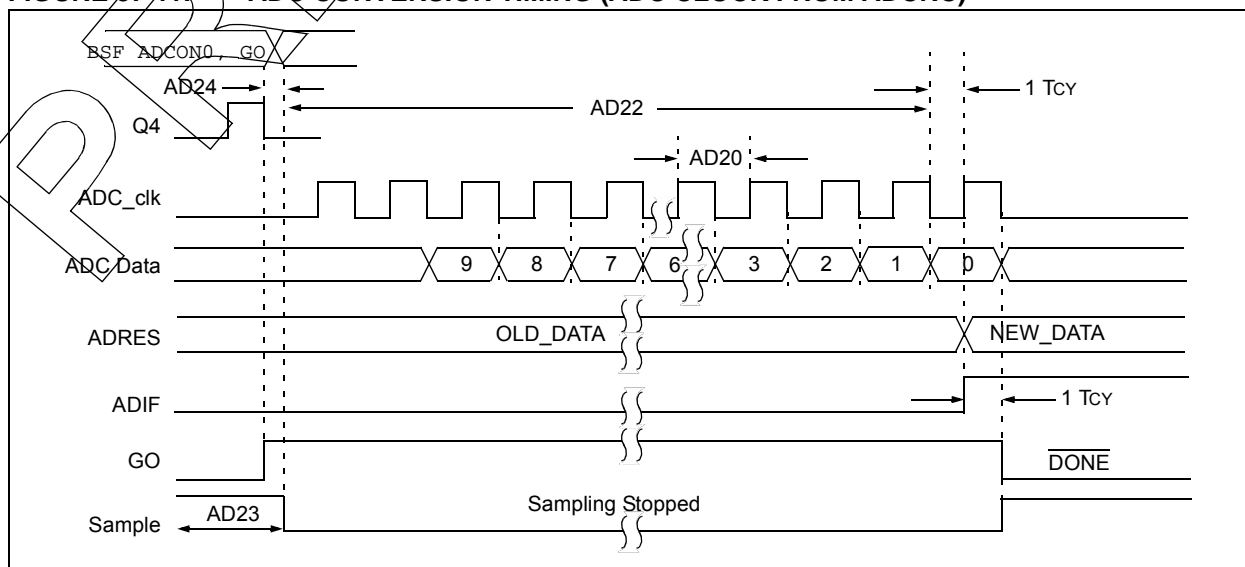 BSF ADCON0, GO
AD24
1 TCY
AD22
Q4
AD20
ADC_clk
ADC Data 9 8 7 6 3 2 1 0
ADRES OLD_DATA NEW_DATA
ADIF 1 TCY
GO DONE
Sample AD23 Sampling Stopped